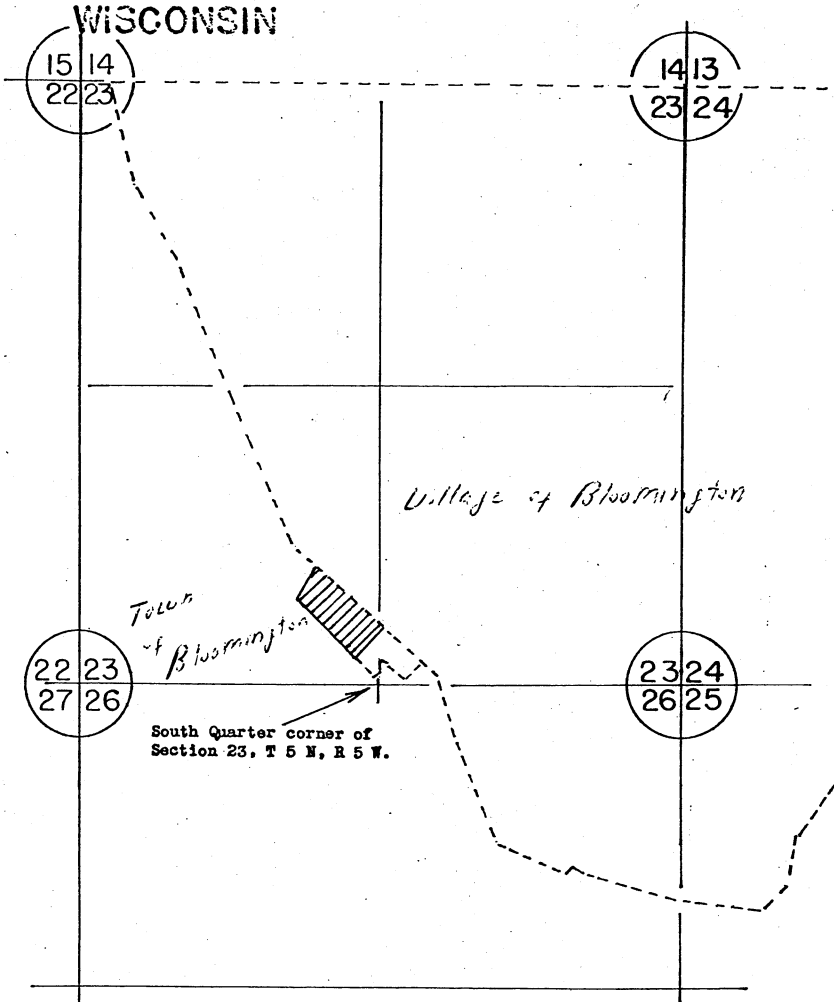 WISCONSIN
15 14
22 23
14 13
23 24
Village of Bloomington
Town
of
Bloomington
22 23
27 26
23 24
26 25
South Quarter corner of
Section 23, T 5 N, R 5 W.